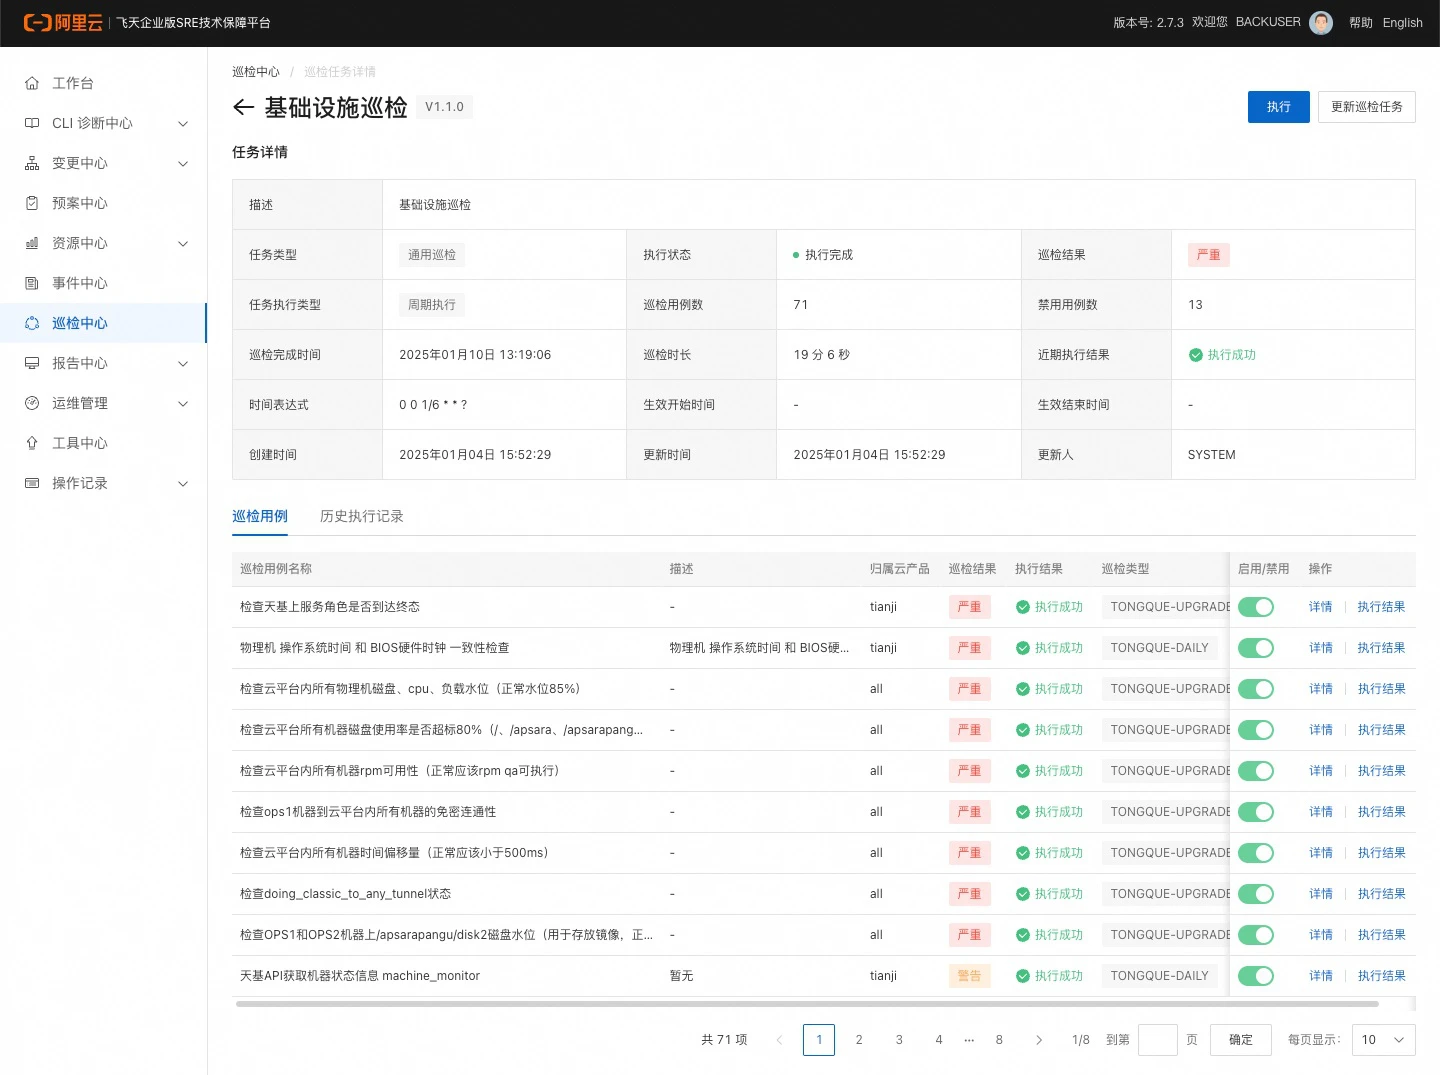 阿里云 飞天企业版SRE技术保障平台 版本号: 2.7.3 欢迎您 BACKUSER 帮助 English
工作台
CLI 诊断中心
变更中心
预案中心
资源中心
事件中心
巡检中心
报告中心
运维管理
工具中心
操作记录
巡检中心 / 巡检任务详情
基础设施巡检 V1.1.0 执行 更新巡检任务
任务详情
描述 基础设施巡检
任务类型 通用巡检 执行状态 执行完成 巡检结果 严重
任务执行类型 周期执行 巡检用例数 71 禁用用例数 13
巡检完成时间 2025年01月10日 13:19:06 巡检时长 19 分 6 秒 近期执行结果 执行成功
时间表达式 0 0 1/6 * * ? 生效开始时间 - 生效结束时间 -
创建时间 2025年01月04日 15:52:29 更新时间 2025年01月04日 15:52:29 更新人 SYSTEM
巡检用例 历史执行记录
巡检用例名称 描述 归属云产品 巡检结果 执行结果 巡检类型 启用/禁用 操作
检查天基上服务角色是否到达终态 - tianji 严重 执行成功 TONGQUE-UPGRADE 详情 执行结果
物理机 操作系统时间 和 BIOS硬件时钟 一致性检查 物理机 操作系统时间 和 BIOS硬... tianji 严重 执行成功 TONGQUE-DAILY 详情 执行结果
检查云平台内所有物理机磁盘、cpu、负载水位（正常水位85%） - all 严重 执行成功 TONGQUE-UPGRADE 详情 执行结果
检查云平台所有机器磁盘使用率是否超标80%（/、/apsara、/apsarapang... - all 严重 执行成功 TONGQUE-UPGRADE 详情 执行结果
检查云平台内所有机器rpm可用性（正常应该rpm qa可执行） - all 严重 执行成功 TONGQUE-UPGRADE 详情 执行结果
检查ops1机器到云平台内所有机器的免密连通性 - all 严重 执行成功 TONGQUE-UPGRADE 详情 执行结果
检查云平台内所有机器时间偏移量（正常应该小于500ms） - all 严重 执行成功 TONGQUE-UPGRADE 详情 执行结果
检查doing_classic_to_any_tunnel状态 - all 严重 执行成功 TONGQUE-UPGRADE 详情 执行结果
检查OPS1和OPS2机器上/apsarapangu/disk2磁盘水位（用于存放镜像，正... - all 严重 执行成功 TONGQUE-UPGRADE 详情 执行结果
天基API获取机器状态信息 machine_monitor 暂无 tianji 警告 执行成功 TONGQUE-DAILY 详情 执行结果
共 71 项 1 2 3 4 ··· 8 1/8 到第 页 确定 每页显示: 10